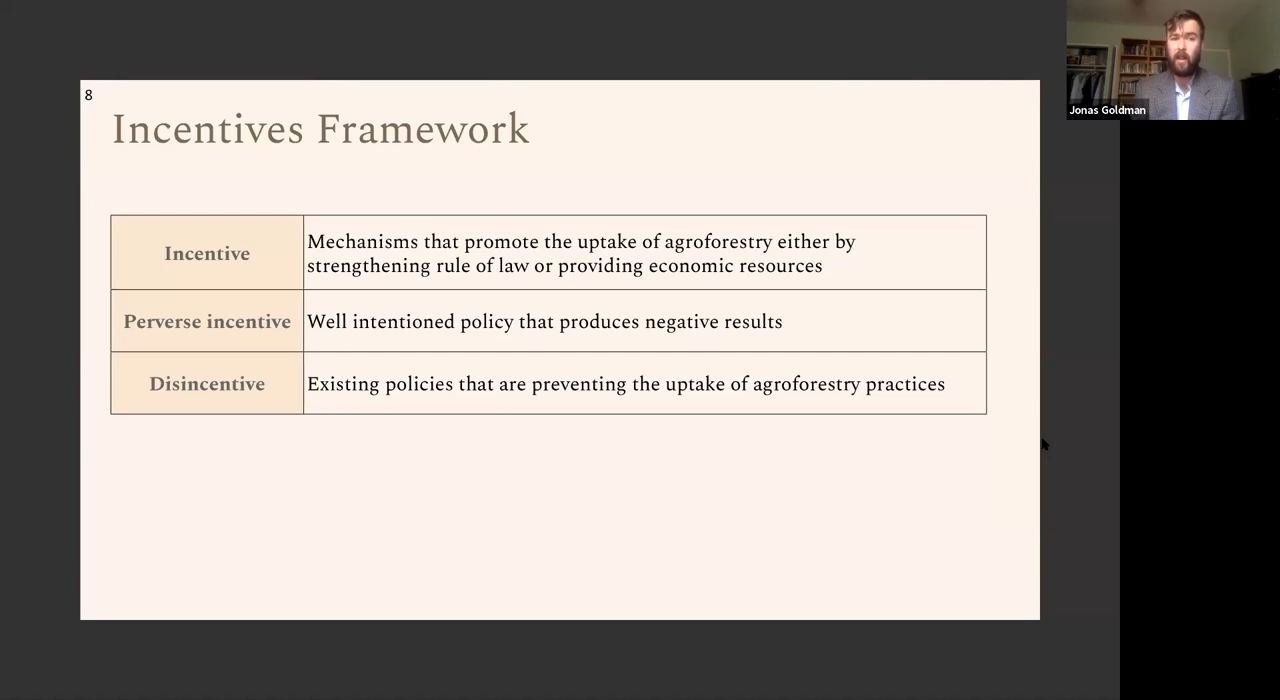 8
Incentives Framework
Incentive
Mechanisms that promote the uptake of agroforestry either by
strengthening rule of law or providing economic resources
Perverse incentive
Well intentioned policy that produces negative results
Disincentive
Existing policies that are preventing the uptake of agroforestry practices
Jonas Goldman